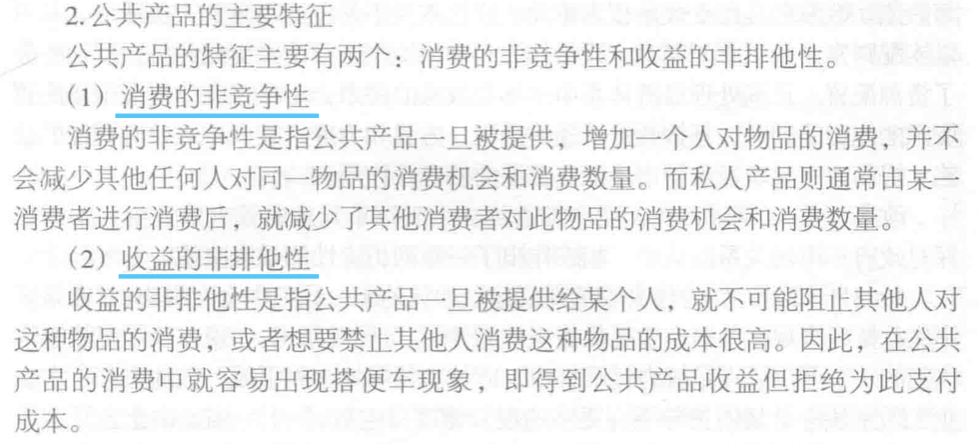 2.公共产品的主要特征
公共产品的特征主要有两个：消费的非竞争性和收益的非排他性。
（1）消费的非竞争性
消费的非竞争性是指公共产品一旦被提供，增加一个人对物品的消费，并不
会减少其他任何人对同一物品的消费机会和消费数量。而私人产品则通常由某一
消费者进行消费后，就减少了其他消费者对此物品的消费机会和消费数量。
（2）收益的非排他性
收益的非排他性是指公共产品一旦被提供给某个人，就不可能阻止其他人对
这种物品的消费，或者想要禁止其他人消费这种物品的成本很高。因此，在公共
产品的消费中就容易出现搭便车现象，即得到公共产品收益但拒绝为此支付
成本。